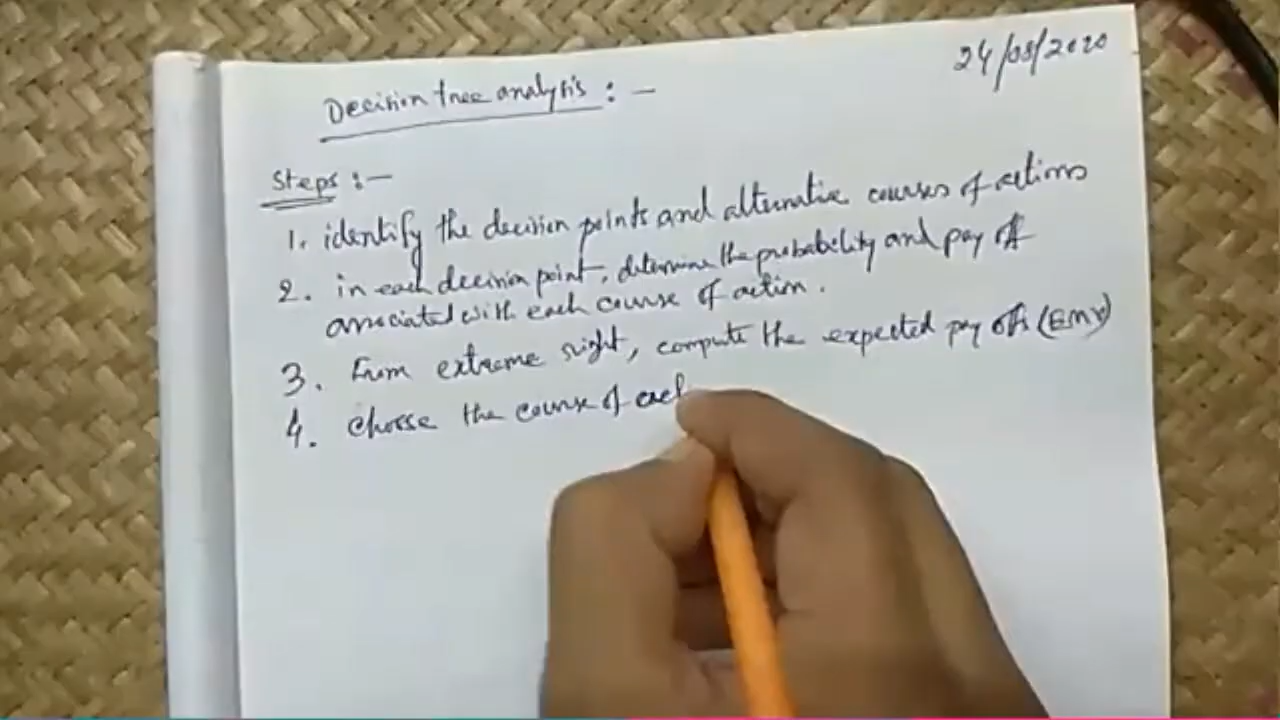 24/08/2020
Decision tree analysis : -
Steps : -
1. identify the decision points and alternative courses of actions
2. in each decision point, determine the probability and pay off
associated with each course of action.
3. From extreme right, compute the expected pay offs (EMV)
4. choose the course of each